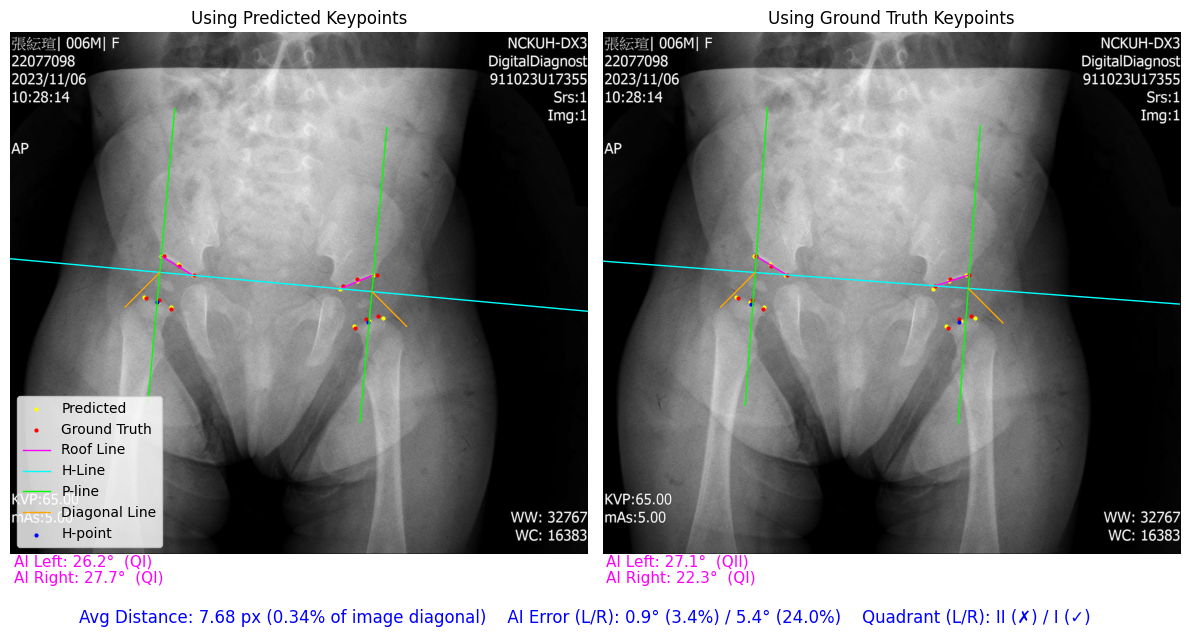 Using Predicted Keypoints
張紜瑄| 006M| F
22077098
2023/11/06
10:28:14
AP
NCKUH-DX3
DigitalDiagnost
911023U17355
Srs:1
Img:1
Predicted
Ground Truth
Roof Line
H-Line
P-line
Diagonal Line
H-point
KVP:65.00
mAs:5.00
WW: 32767
WC: 16383
AI Left: 26.2° (QI)
AI Right: 27.7° (QI)
Using Ground Truth Keypoints
張紜瑄| 006M| F
22077098
2023/11/06
10:28:14
AP
NCKUH-DX3
DigitalDiagnost
911023U17355
Srs:1
Img:1
KVP:65.00
mAs:5.00
WW: 32767
WC: 16383
AI Left: 27.1° (QII)
AI Right: 22.3° (QI)
Avg Distance: 7.68 px (0.34% of image diagonal) AI Error (L/R): 0.9° (3.4%) / 5.4° (24.0%) Quadrant (L/R): II (✗) / I (✓)